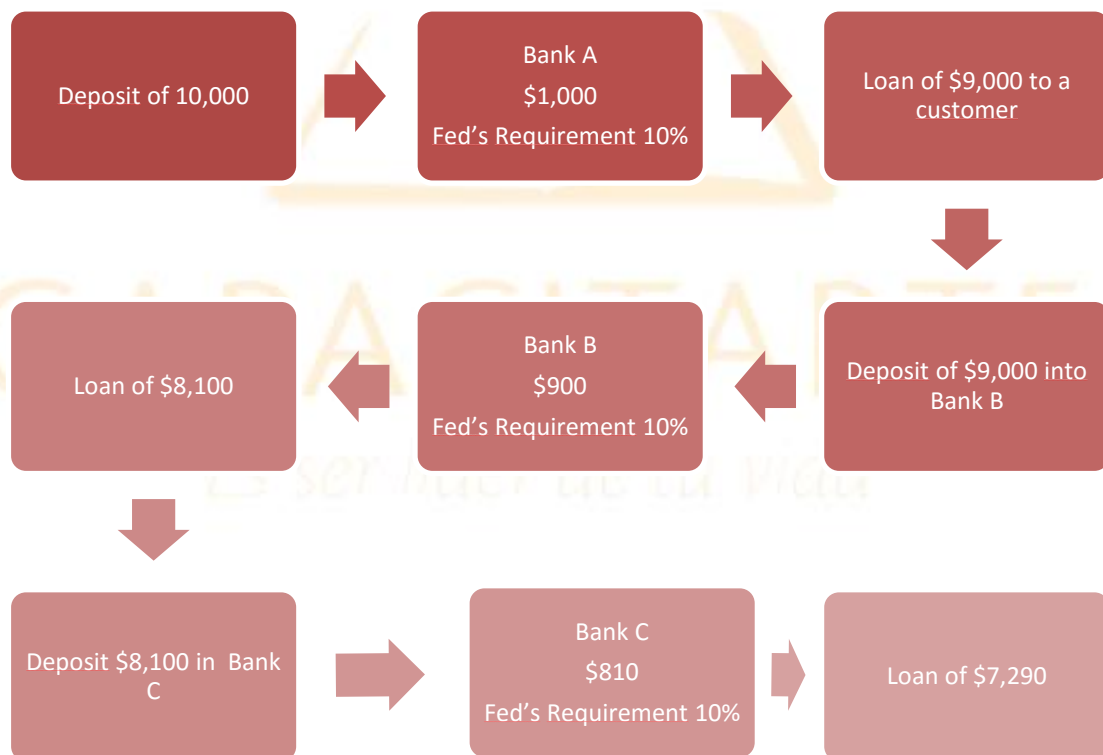 Deposit of 10,000
Bank A
$1,000
Fed's Requirement 10%
Loan of $9,000 to a
customer
Loan of $8,100
Bank B
$900
Fed's Requirement 10%
Deposit of $9,000 into
Bank B
Deposit $8,100 in Bank
C
Bank C
$810
Fed's Requirement 10%
Loan of $7,290